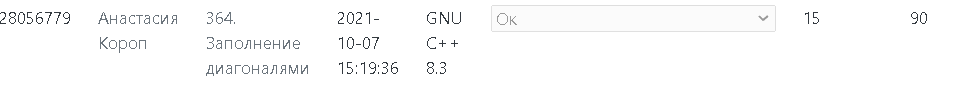 28056779 Анастасия 364. 2021- GNU Ок 15 90
Короп Заполнение 10-07 C++
диагоналями 15:19:36 8.3